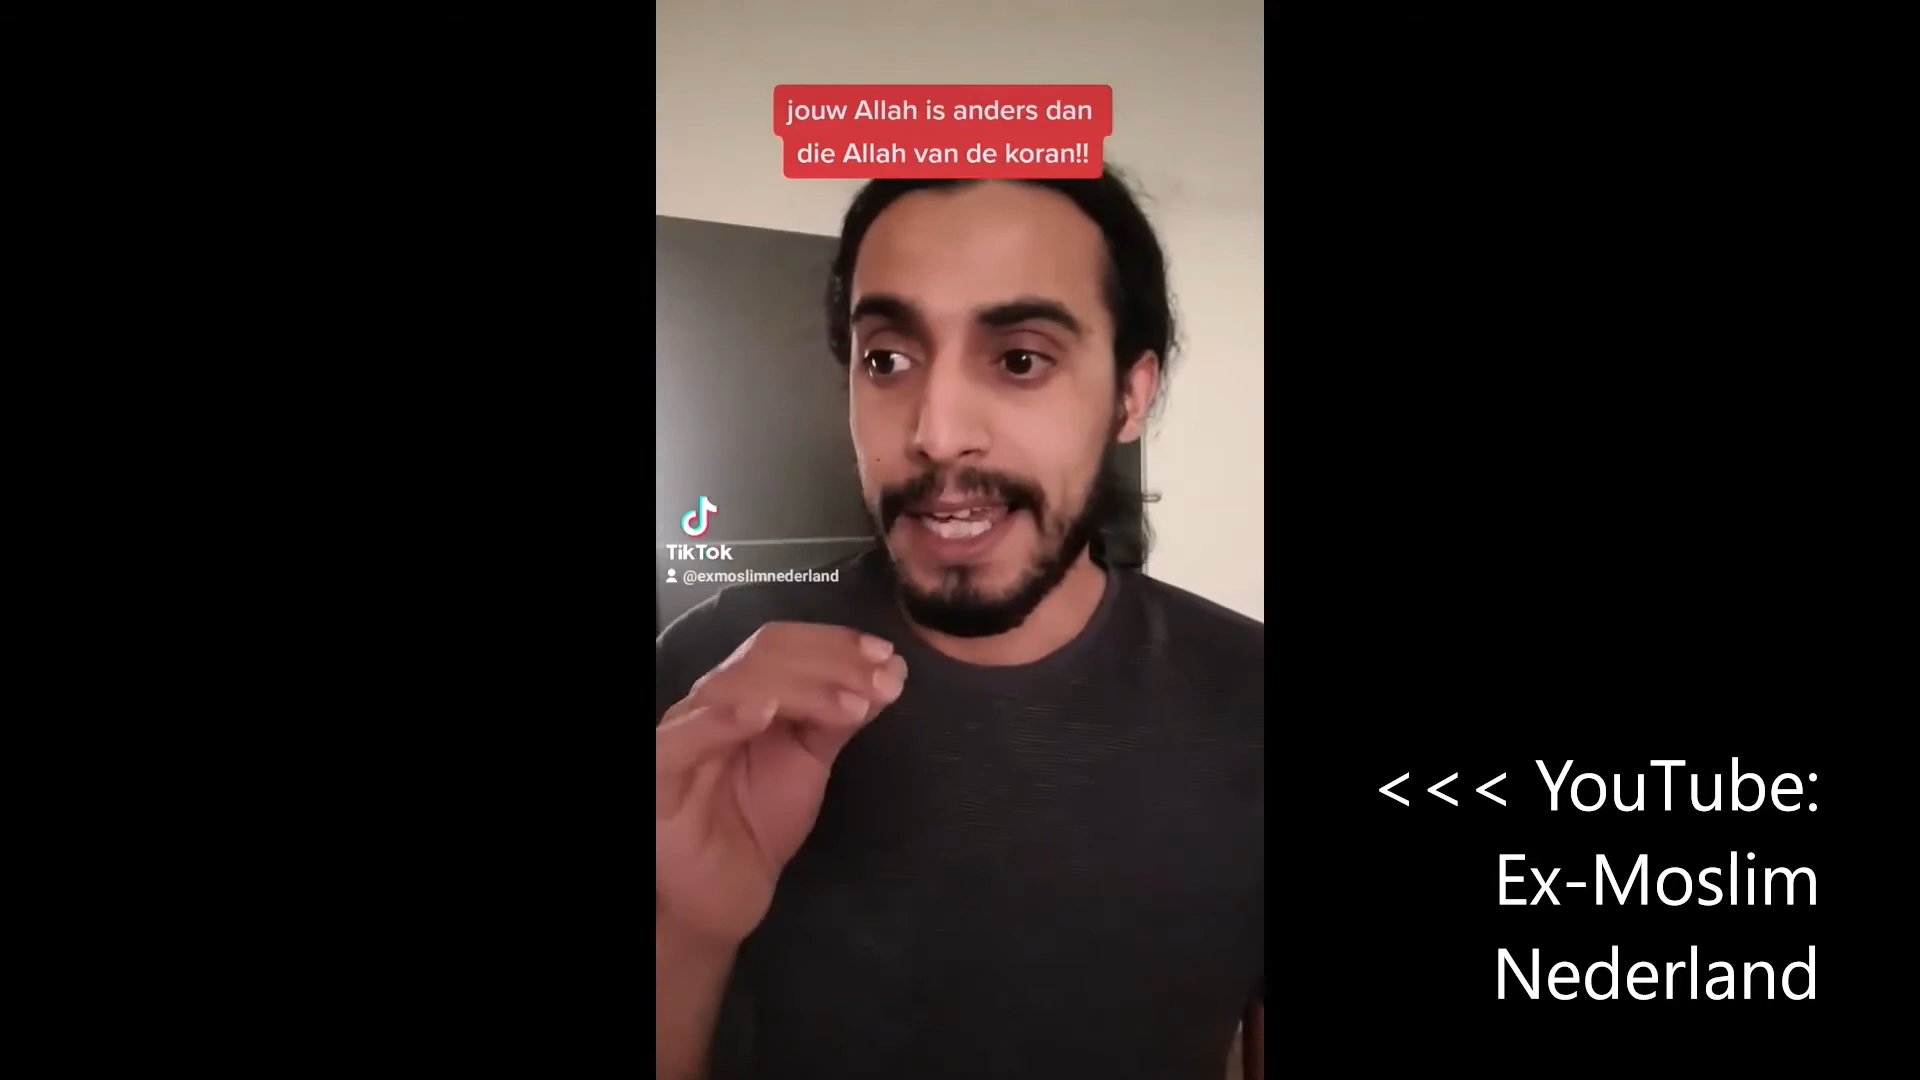 jouw Allah is anders dan
die Allah van de koran!!
TikTok
@exmoslimnederland
<<< YouTube:
Ex-Moslim
Nederland